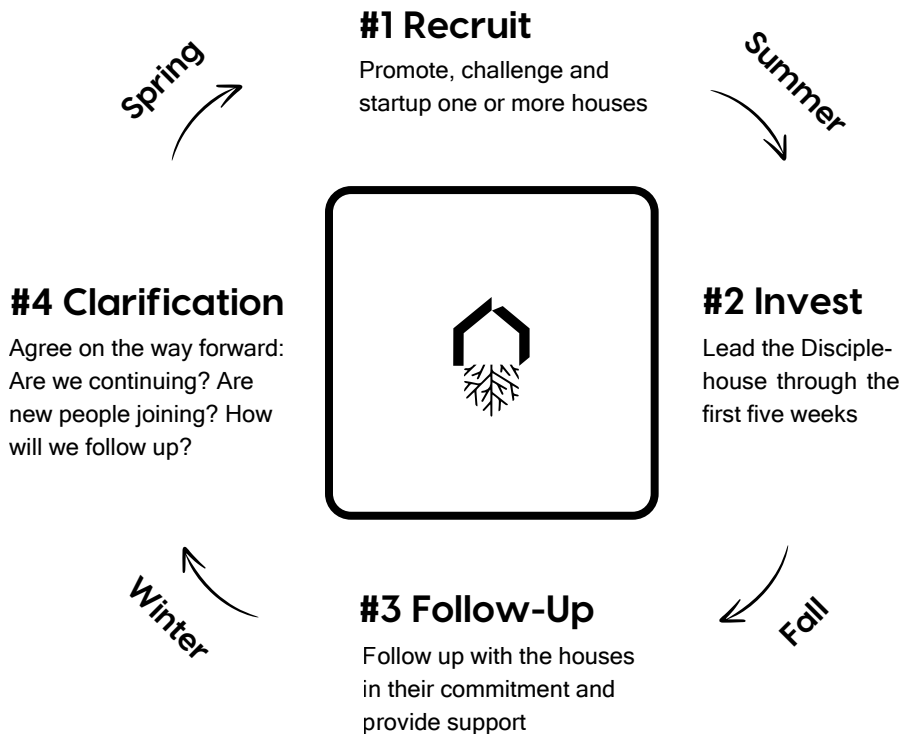 #1 Recruit
Promote, challenge and
startup one or more houses
Summer
#2 Invest
Lead the Disciple-
house through the
first five weeks
Fall
#3 Follow-Up
Follow up with the houses
in their commitment and
provide support
Winter
#4 Clarification
Agree on the way forward:
Are we continuing? Are
new people joining? How
will we follow up?
Spring